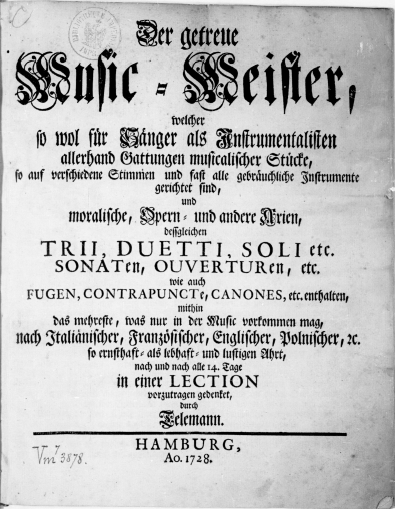 Der getreue
Music-Meister,
welcher
so wol für Sänger als Instrumentalisten
allerhand Gattungen musicalischer Stücke,
so auf verschiedene Stimmen und fast alle gebräuchliche Instrumente
gerichtet sind,
und
moralische, Opern- und andere Arien,
dessgleichen
TRII, DUETTI, SOLI etc.
SONATen, OUVERTURen, etc.
wie auch
FUGEN, CONTRAPUNCTe, CANONES, etc. enthalten,
mithin
das mehreste, was nur in der Music vorkommen mag,
nach Italiänischer, Französischer, Englischer, Polnischer, ꝛc.
so ernsthaft- als lebhaft- und lustigen Ahrt,
nach und nach alle 14. Tage
in einer LECTION
vorzutragen gedenket,
durch
Telemann.
HAMBURG,
Ao. 1728.
Vm7 3878.